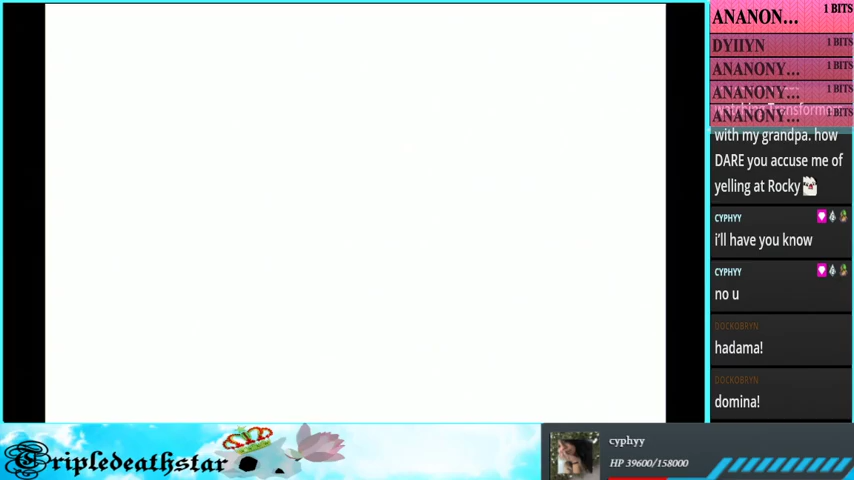 ANANON... 1 BITS
DYIIYN 1 BITS
ANANONY... 1 BITS
ANANONY... 1 BITS
watching Transformers
ANANONY... 1 BITS
with my grandpa. how
DARE you accuse me of
yelling at Rocky
CYPHYY
i'll have you know
CYPHYY
no u
DOCKOBRYN
hadama!
DOCKOBRYN
domina!
Tripledeathstar
cyphyy
HP 39600/158000